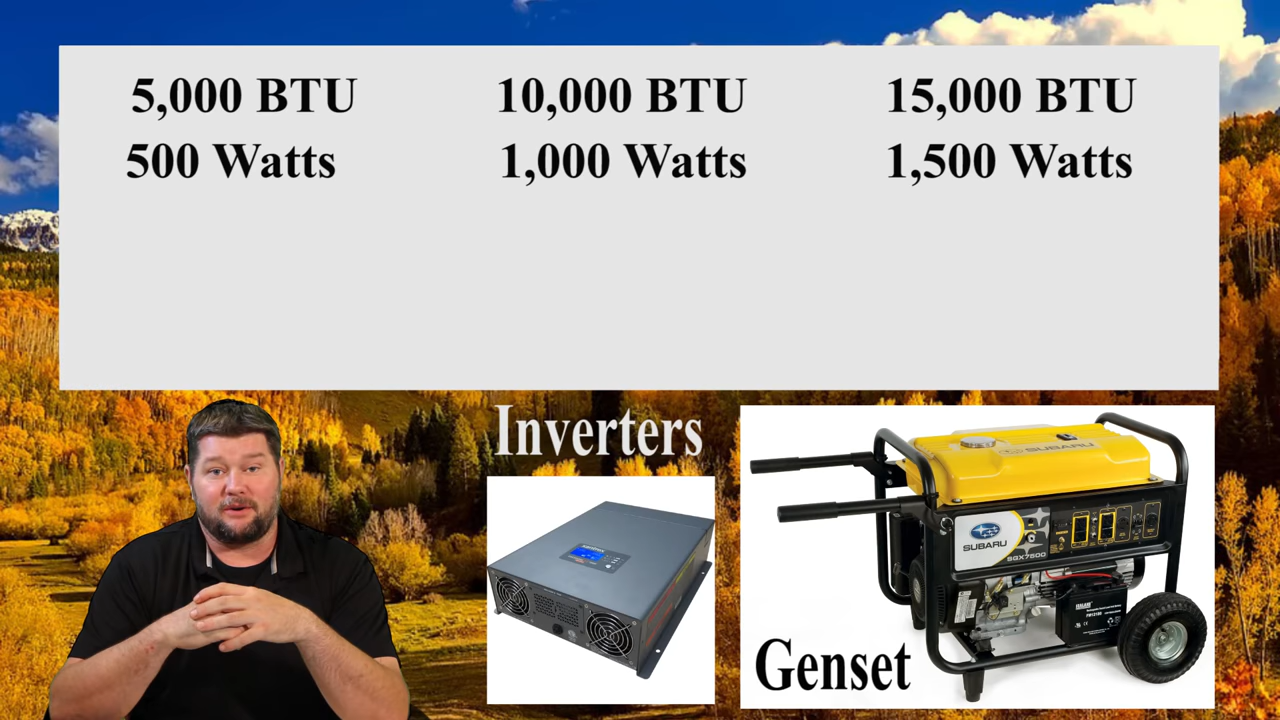 5,000 BTU 10,000 BTU 15,000 BTU
500 Watts 1,000 Watts 1,500 Watts
Inverters
SUBARU
SUBARU
SGX7500
Genset